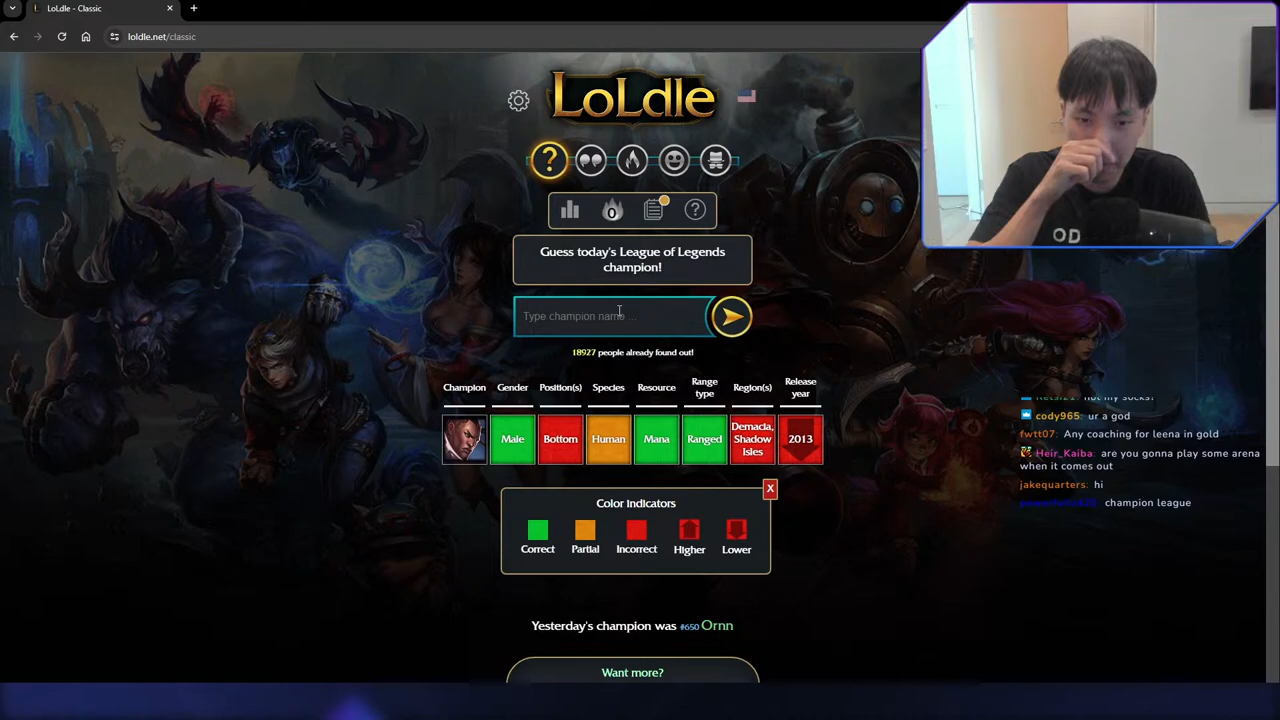 LoLdle - Classic
loldle.net/classic
LoLdle
?
0
?
Guess today's League of Legends
champion!
Type champion name ...
18927 people already found out!
Champion Gender Position(s) Species Resource Range type Region(s) Release year
Male Bottom Human Mana Ranged Demacia, Shadow Isles 2013
X
Color Indicators
Correct Partial Incorrect Higher Lower
Yesterday's champion was #650 Ornn
Want more?
OD
cody965: ur a god
fwtt07: Any coaching for leena in gold
Heir_Kaiba: are you gonna play some arena
when it comes out
jakequarters: hi
champion league